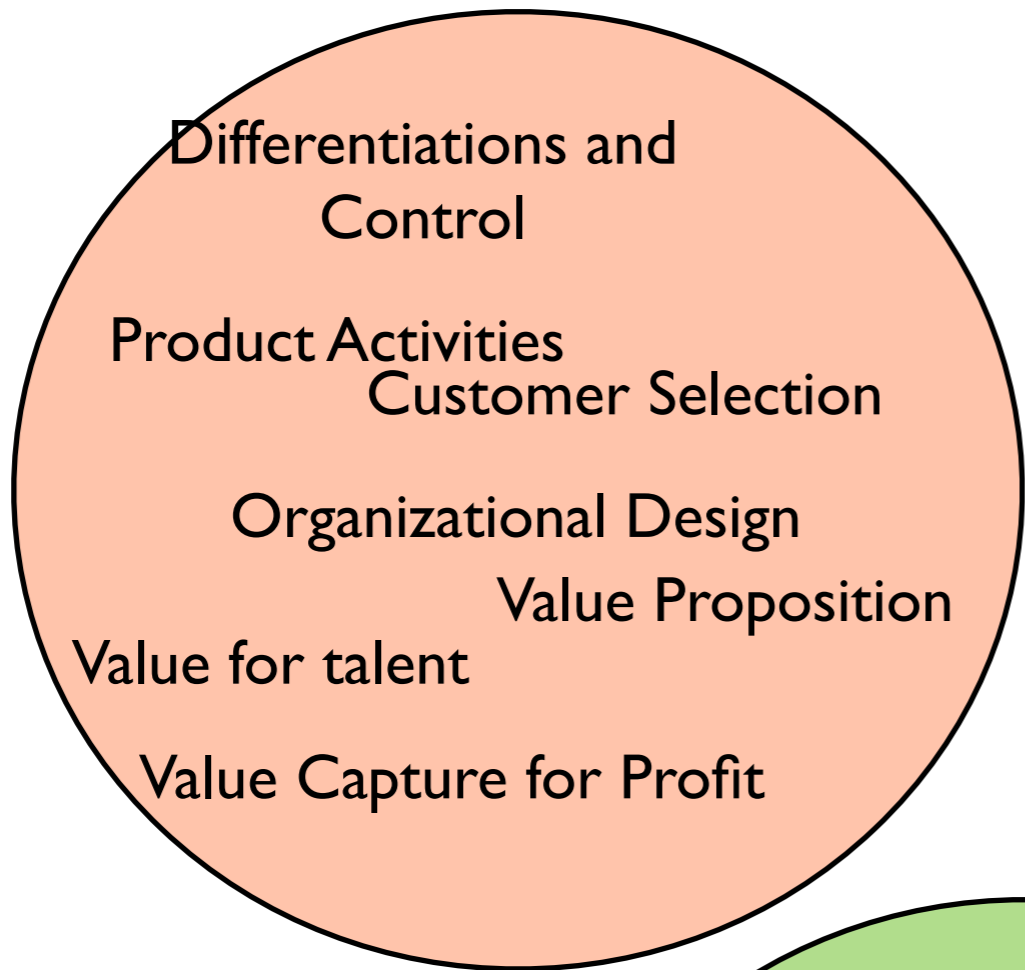 Differentiations and
Control
Product Activities
Customer Selection
Organizational Design
Value Proposition
Value for talent
Value Capture for Profit